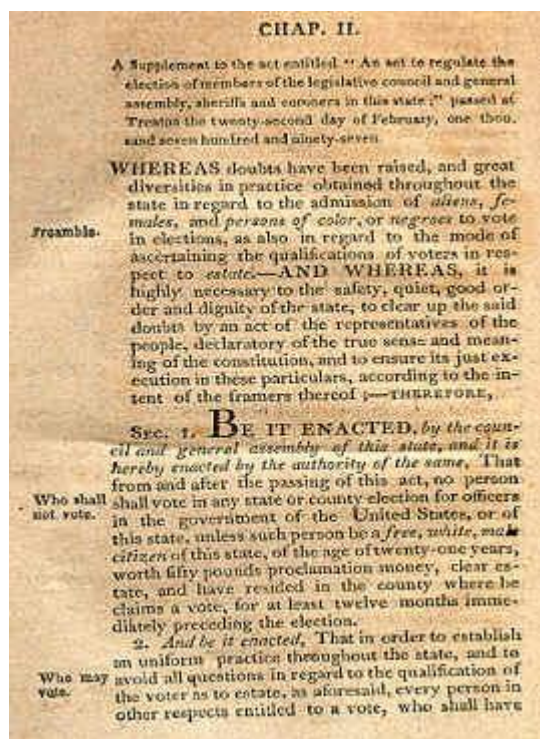 CHAP. II.
A Supplement to the act entitled "An act to regulate the
election of members of the legislative council and general
assembly, sheriffs and coroners in this state;" passed at
Trenton the twenty-second day of February, one thou.
sand seven hundred and ninety-seven
WHEREAS doubts have been raised, and great
diversities in practice obtained throughout the
state in regard to the admission of aliens, fe-
males, and persons of color, or negroes to vote
Preamble.
in elections, as also in regard to the mode of
ascertaining the qualifications of voters in res-
pect to estate.—AND WHEREAS, it is
highly necessary to the safety, quiet, good or-
der and dignity of the state, to clear up the said
doubts by an act of the representatives of the
people, declaratory of the true sense and mean-
ing of the constitution, and to ensure its just ex-
ecution in these particulars, according to the in-
tent of the framers thereof;—THEREFORE,
SEC. 1. BE IT ENACTED, by the coun-
cil and general assembly of this state, and it is
hereby enacted by the authority of the same, That
from and after the passing of this act, no person
Who shall
not vote.
shall vote in any state or county election for officers
in the government of the United States, or of
this state, unless such person be a free, white, male
citizen of this state, of the age of twenty-one years,
worth fifty pounds proclamation money, clear es-
tate, and have resided in the county where he
claims a vote, for at least twelve months imme-
diately preceding the election.
2. And be it enacted, That in order to establish
an uniform practice throughout the state, and to
Who may
vote.
avoid all questions in regard to the qualification of
the voter as to estate, as aforesaid, every person in
other respects entitled to a vote, who shall have